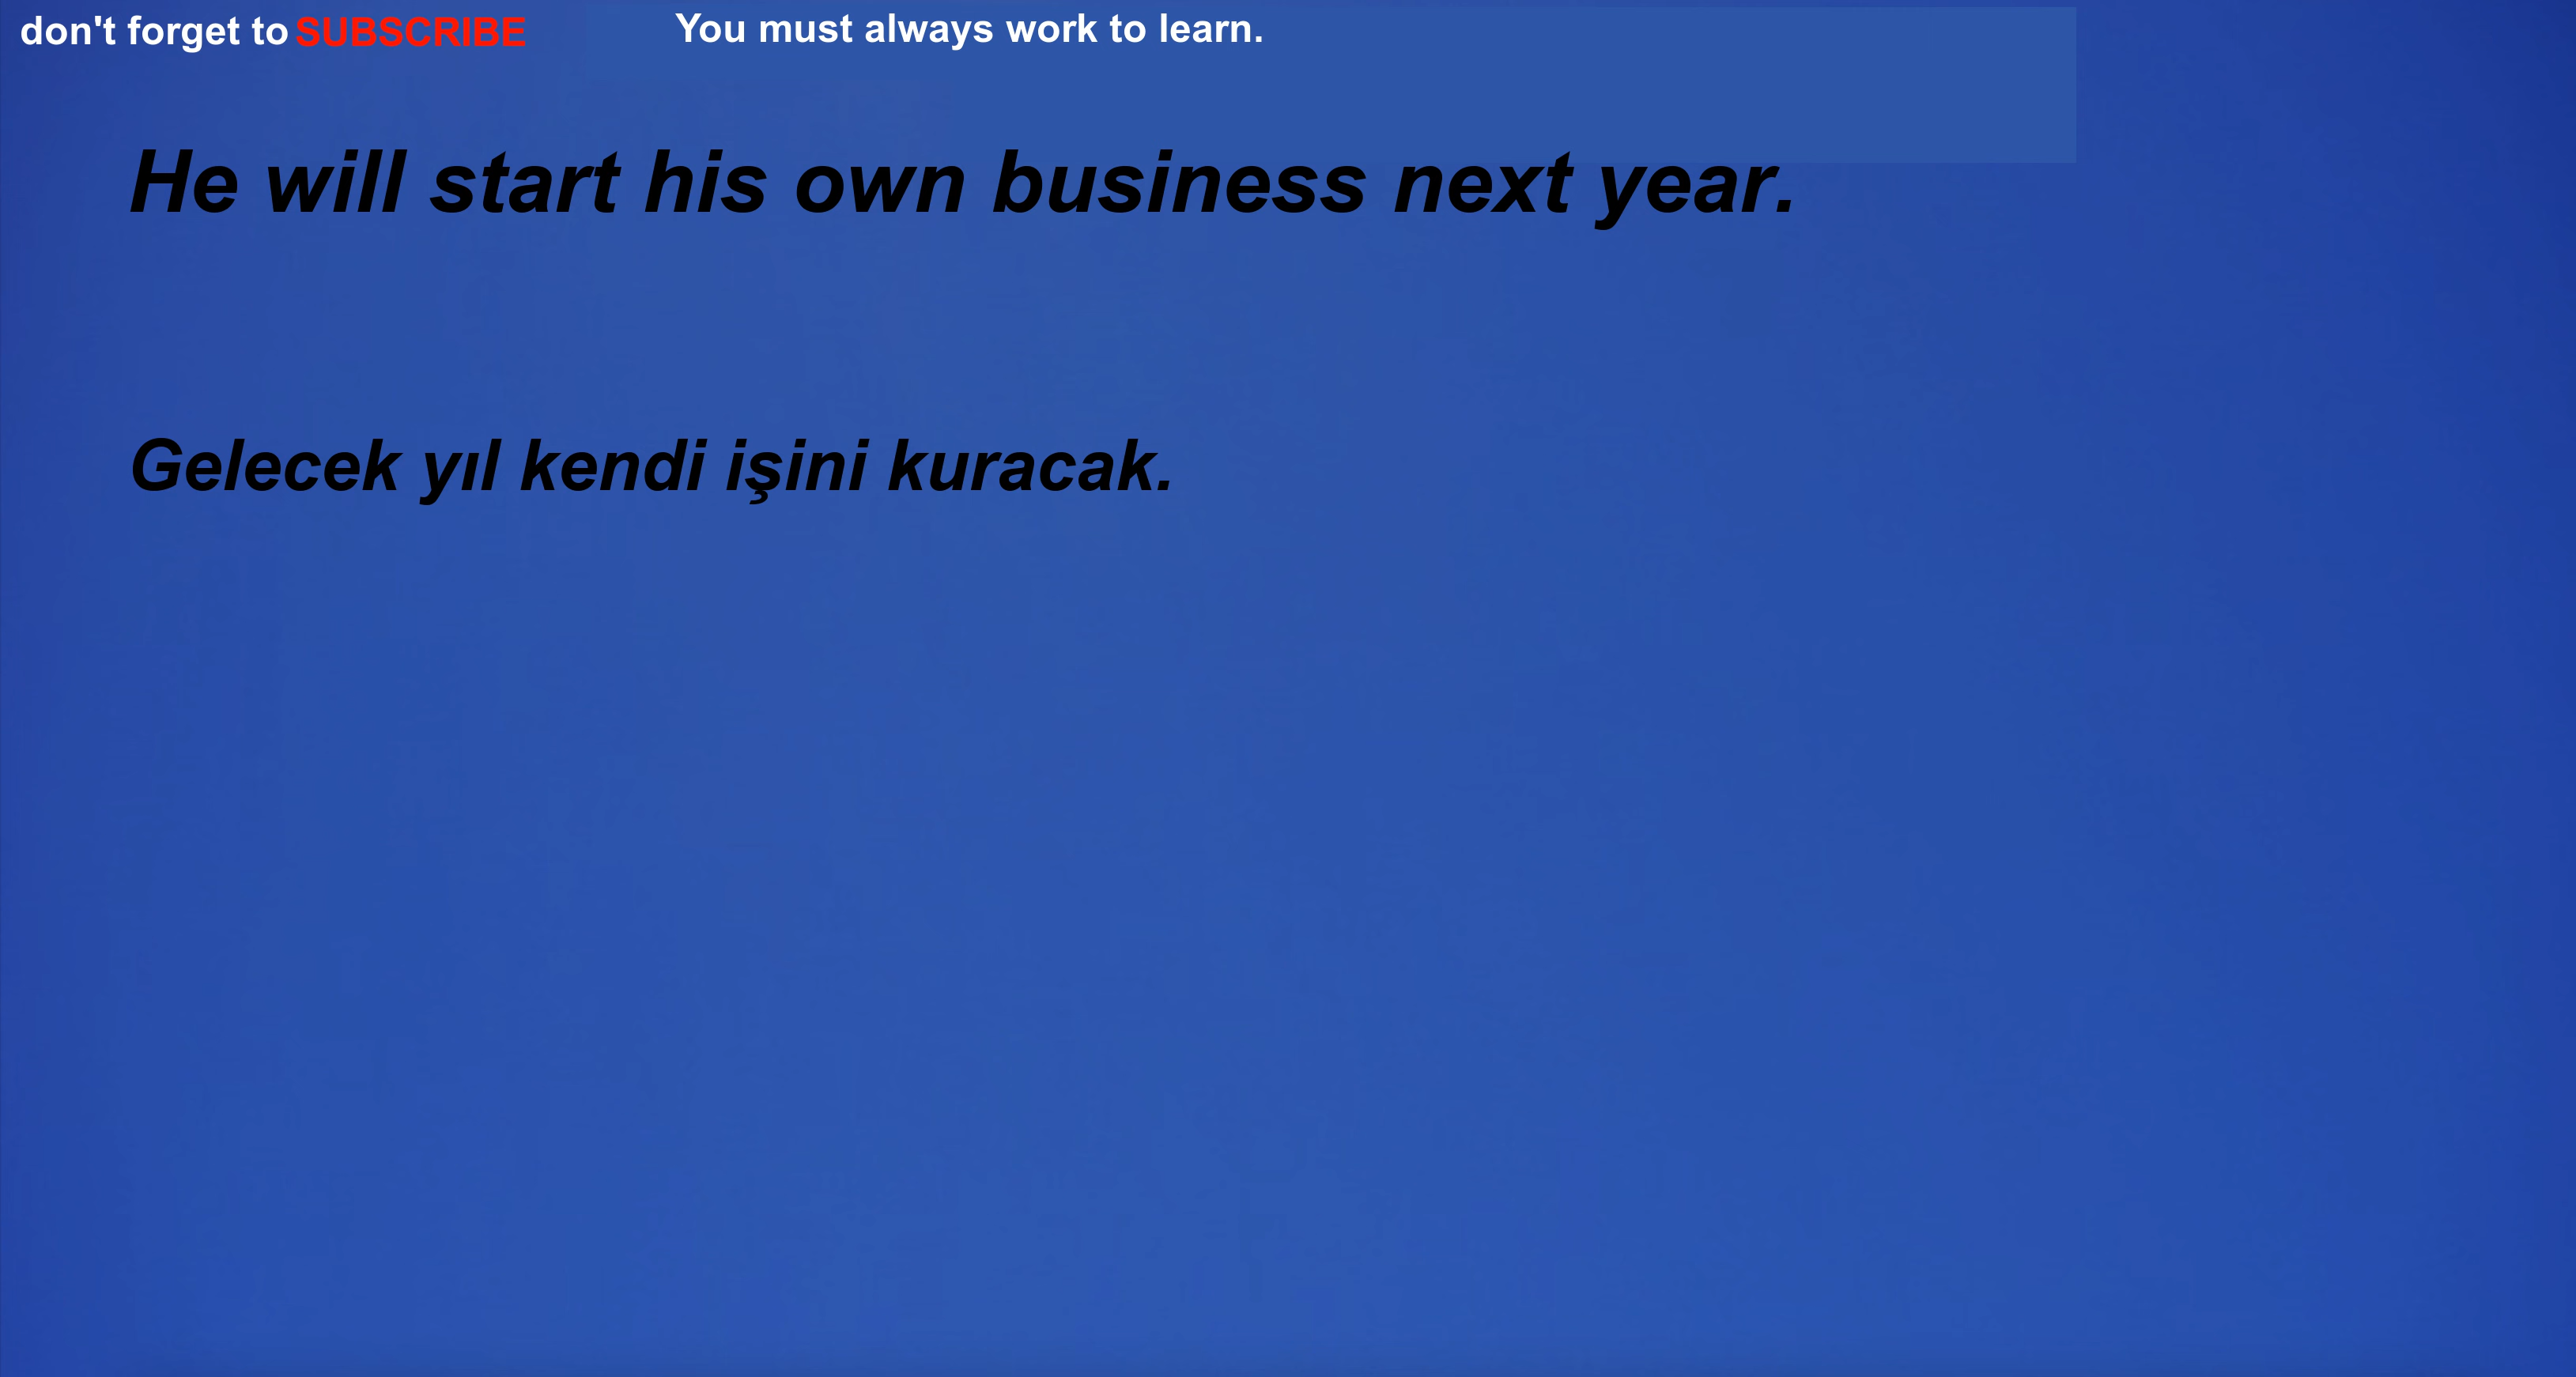 don't forget to SUBSCRIBE
You must always work to learn.
He will start his own business next year.
Gelecek yıl kendi işini kuracak.